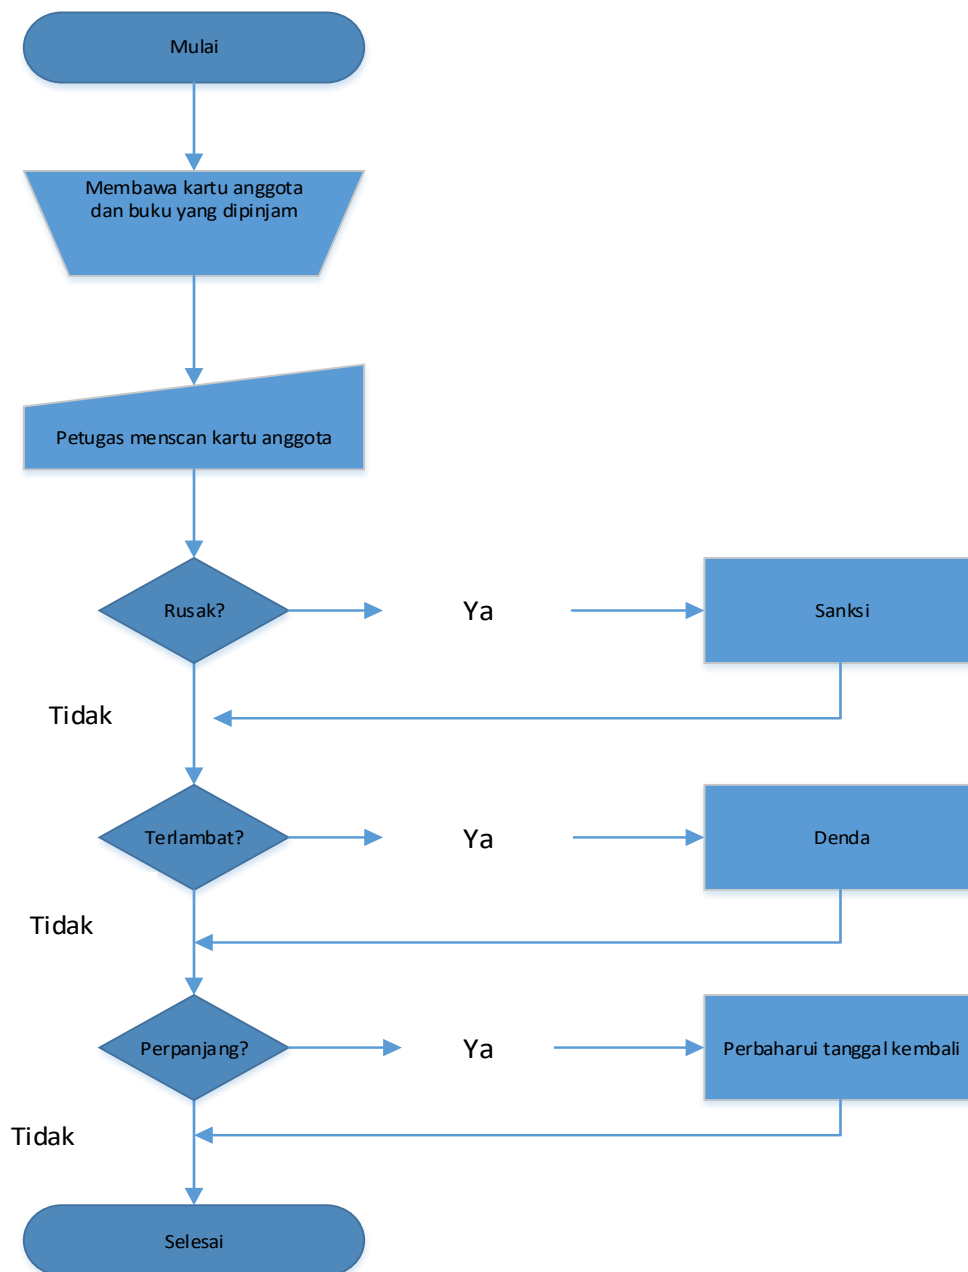 Mulai
Membawa kartu anggota
dan buku yang dipinjam
Petugas menscan kartu anggota
Rusak?
Ya
Sanksi
Tidak
Terlambat?
Ya
Denda
Tidak
Perpanjang?
Ya
Perbaharui tanggal kembali
Tidak
Selesai